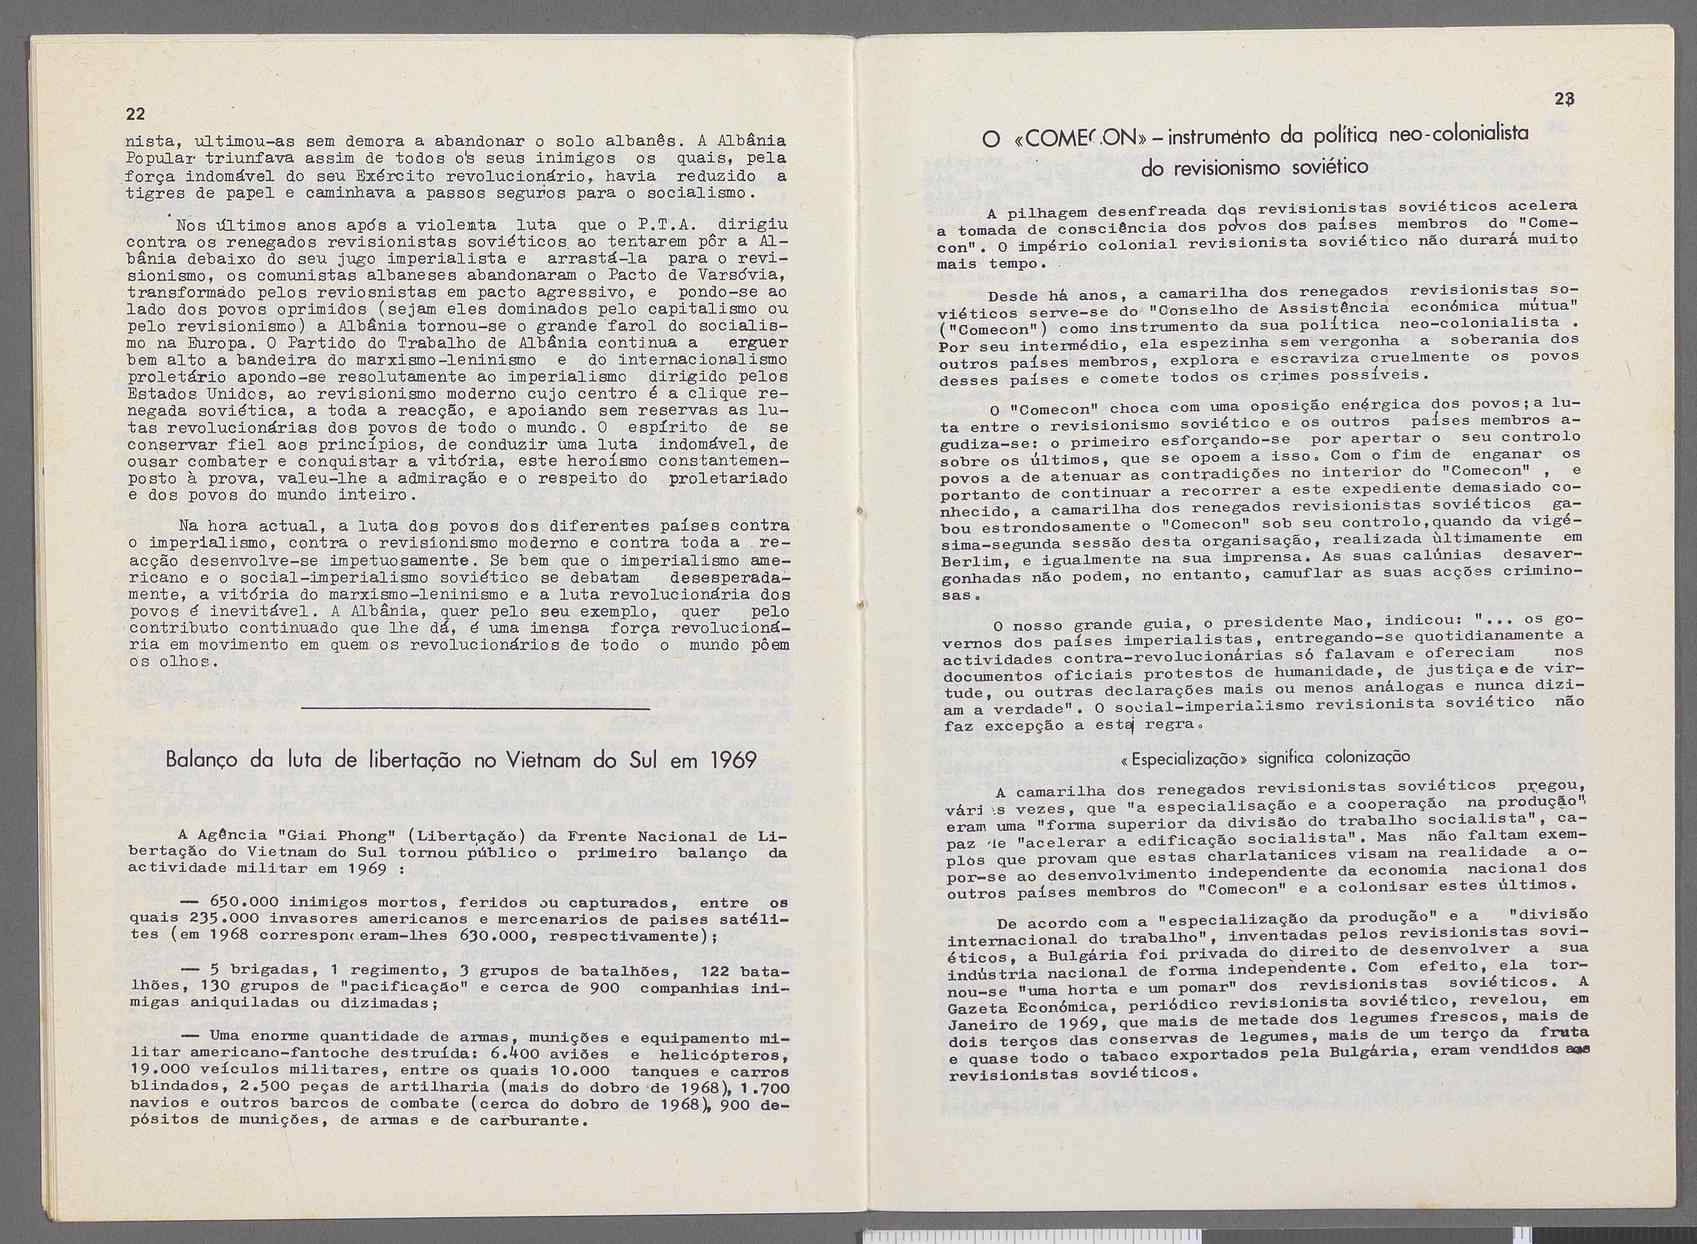 22
nista, ultimou-as sem demora a abandonar o solo albanês. A Albânia
Popular triunfava assim de todos os seus inimigos os quais, pela
força indomável do seu Exército revolucionário, havia reduzido a
tigres de papel e caminhava a passos seguros para o socialismo.
Nos últimos anos após a violenta luta que o P.T.A. dirigiu
contra os renegados revisionistas soviéticos ao tentarem pôr a Al-
bânia debaixo do seu jugo imperialista e arrastá-la para o revi-
sionismo, os comunistas albaneses abandonaram o Pacto de Varsóvia,
transformado pelos reviosnistas em pacto agressivo, e pondo-se ao
lado dos povos oprimidos (sejam eles dominados pelo capitalismo ou
pelo revisionismo) a Albânia tornou-se o grande farol do socialis-
mo na Europa. O Partido do Trabalho de Albânia continua a erguer
bem alto a bandeira do marxismo-leninismo e do internacionalismo
proletário apondo-se resolutamente ao imperialismo dirigido pelos
Estados Unidos, ao revisionismo moderno cujo centro é a clique re-
negada soviética, a toda a reacção, e apoiando sem reservas as lu-
tas revolucionárias dos povos de todo o mundo. O espírito de se
conservar fiel aos princípios, de conduzir uma luta indomável, de
ousar combater e conquistar a vitória, este heroísmo constantemen-
posto à prova, valeu-lhe a admiração e o respeito do proletariado
e dos povos do mundo inteiro.
Na hora actual, a luta dos povos dos diferentes países contra
o imperialismo, contra o revisionismo moderno e contra toda a re-
acção desenvolve-se impetuosamente. Se bem que o imperialismo ame-
ricano e o social-imperialismo soviético se debatam desesperada-
mente, a vitória do marxismo-leninismo e a luta revolucionária dos
povos é inevitável. A Albânia, quer pelo seu exemplo, quer pelo
contributo continuado que lhe dá, é uma imensa força revolucioná-
ria em movimento em quem os revolucionários de todo o mundo põem
os olhos.
Balanço da luta de libertação no Vietnam do Sul em 1969
A Agência "Giai Phong" (Libertação) da Frente Nacional de Li-
bertação do Vietnam do Sul tornou público o primeiro balanço da
actividade militar em 1969 :
— 650.000 inimigos mortos, feridos ou capturados, entre os
quais 235.000 invasores americanos e mercenarios de paises satéli-
tes (em 1968 corresponderam-lhes 630.000, respectivamente);
— 5 brigadas, 1 regimento, 3 grupos de batalhões, 122 bata-
lhões, 130 grupos de "pacificação" e cerca de 900 companhias ini-
migas aniquiladas ou dizimadas;
— Uma enorme quantidade de armas, munições e equipamento mi-
litar americano-fantoche destruída: 6.400 aviões e helicópteros,
19.000 veículos militares, entre os quais 10.000 tanques e carros
blindados, 2.500 peças de artilharia (mais do dobro de 1968), 1.700
navios e outros barcos de combate (cerca do dobro de 1968), 900 de-
pósitos de munições, de armas e de carburante.
23
O «COMECON» – instrumento da política neo-colonialista
do revisionismo soviético
A pilhagem desenfreada dos revisionistas soviéticos acelera
a tomada de consciência dos povos dos países membros do "Come-
con". O império colonial revisionista soviético não durará muito
mais tempo.
Desde há anos, a camarilha dos renegados revisionistas so-
viéticos serve-se do "Conselho de Assistência económica mútua"
("Comecon") como instrumento da sua política neo-colonialista .
Por seu intermédio, ela espezinha sem vergonha a soberania dos
outros países membros, explora e escraviza cruelmente os povos
desses países e comete todos os crimes possíveis.
O "Comecon" choca com uma oposição enérgica dos povos; a lu-
ta entre o revisionismo soviético e os outros países membros a-
gudiza-se: o primeiro esforçando-se por apertar o seu controlo
sobre os últimos, que se opoem a isso. Com o fim de enganar os
povos a de atenuar as contradições no interior do "Comecon" , e
portanto de continuar a recorrer a este expediente demasiado co-
nhecido, a camarilha dos renegados revisionistas soviéticos ga-
bou estrondosamente o "Comecon" sob seu controlo,quando da vigé-
sima-segunda sessão desta organisação, realizada ùltimamente em
Berlim, e igualmente na sua imprensa. As suas calúnias desaver-
gonhadas não podem, no entanto, camuflar as suas acções crimino-
sas.
O nosso grande guia, o presidente Mao, indicou: "... os go-
vernos dos países imperialistas, entregando-se quotidianamente a
actividades contra-revolucionárias só falavam e ofereciam nos
documentos oficiais protestos de humanidade, de justiça e de vir-
tude, ou outras declarações mais ou menos análogas e nunca dizi-
am a verdade". O social-imperialismo revisionista soviético não
faz excepção a esta regra.
«Especialização» significa colonização
A camarilha dos renegados revisionistas soviéticos pregou,
várias vezes, que "a especialisação e a cooperação na produção"
eram uma "forma superior da divisão do trabalho socialista", ca-
paz de "acelerar a edificação socialista". Mas não faltam exem-
plos que provam que estas charlatanices visam na realidade a o-
por-se ao desenvolvimento independente da economia nacional dos
outros países membros do "Comecon" e a colonisar estes últimos.
De acordo com a "especialização da produção" e a "divisão
internacional do trabalho", inventadas pelos revisionistas sovi-
éticos, a Bulgária foi privada do direito de desenvolver a sua
indústria nacional de forma independente. Com efeito, ela tor-
nou-se "uma horta e um pomar" dos revisionistas soviéticos. A
Gazeta Económica, periódico revisionista soviético, revelou, em
Janeiro de 1969, que mais de metade dos legumes frescos, mais de
dois terços das conservas de legumes, mais de um terço da fruta
e quase todo o tabaco exportados pela Bulgária, eram vendidos aos
revisionistas soviéticos.